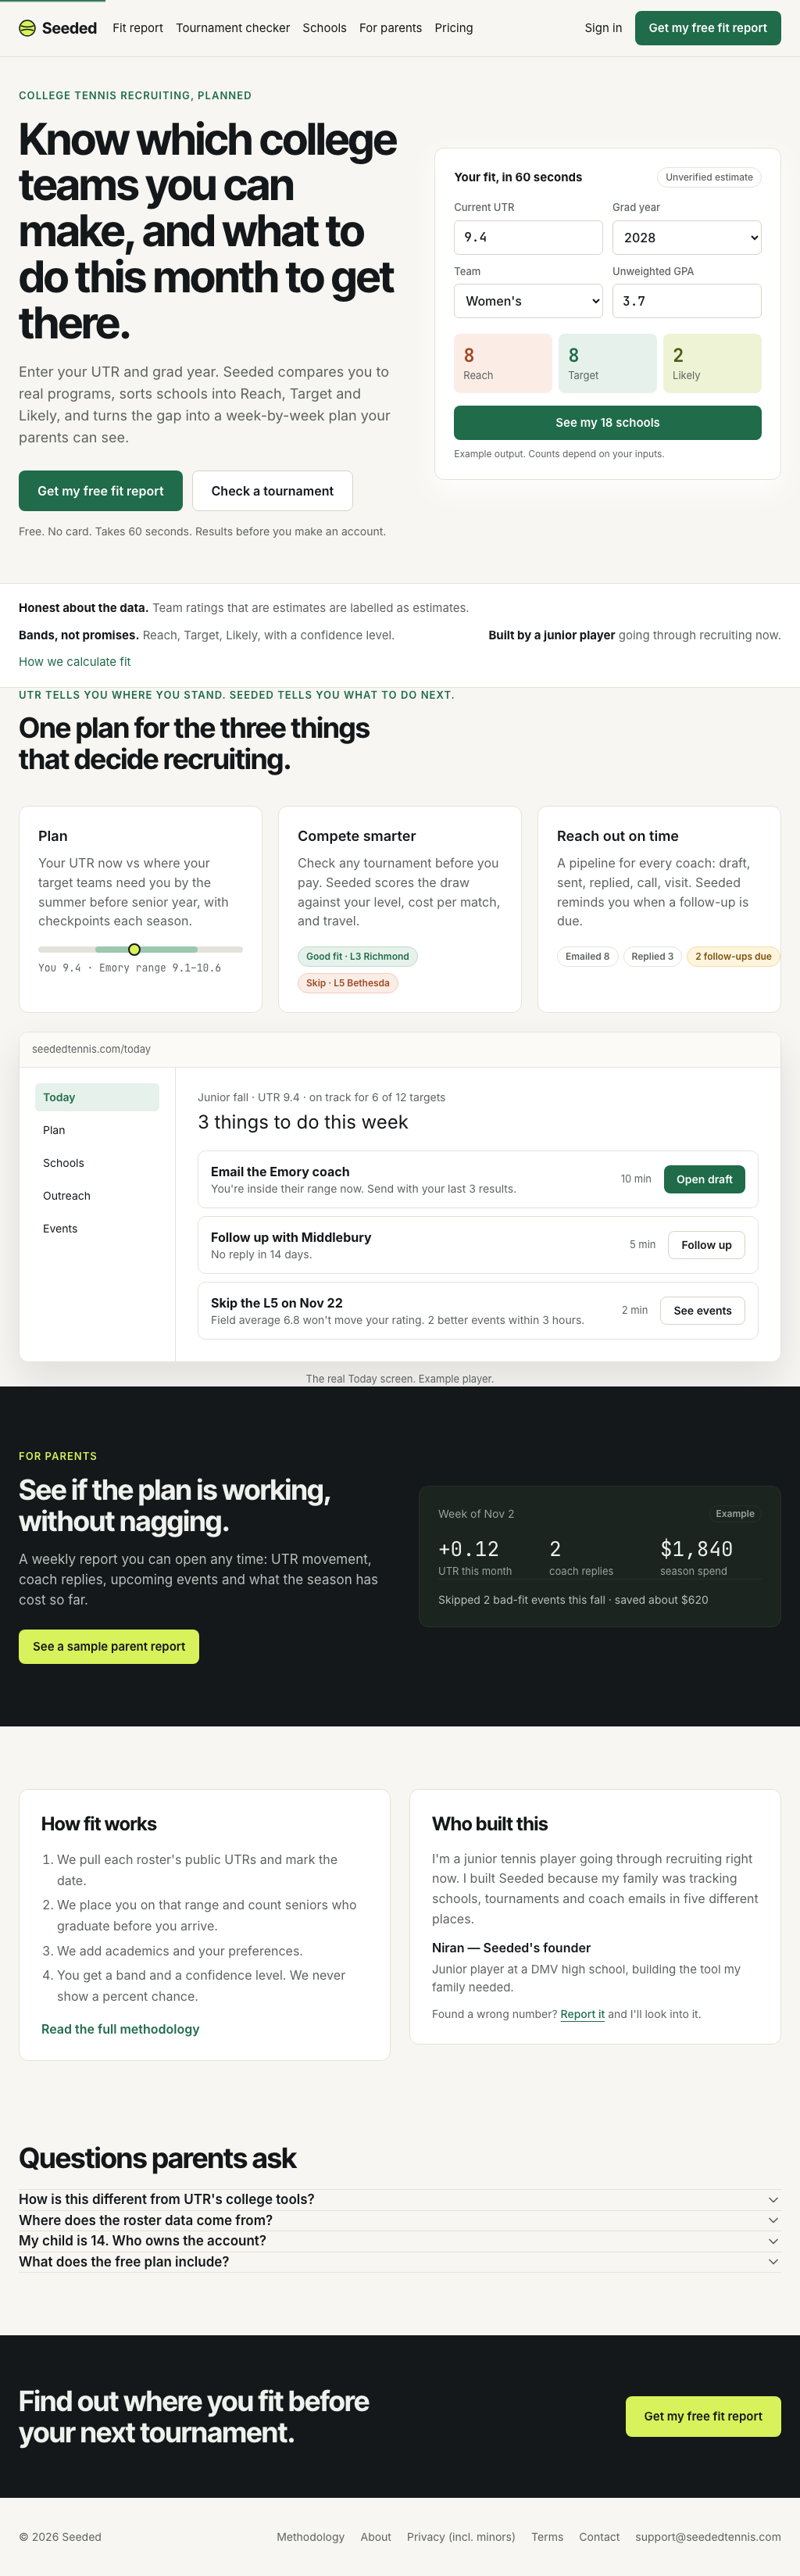 Seeded
Fit report
Tournament checker
Schools
For parents
Pricing
Sign in
Get my free fit report
COLLEGE TENNIS RECRUITING, PLANNED
Know which college
teams you can
make, and what to
do this month to get
there.
Enter your UTR and grad year. Seeded compares you to
real programs, sorts schools into Reach, Target and
Likely, and turns the gap into a week-by-week plan your
parents can see.
Get my free fit report
Check a tournament
Free. No card. Takes 60 seconds. Results before you make an account.
Your fit, in 60 seconds
Unverified estimate
Current UTR
Grad year
9.4
2028
Team
Unweighted GPA
Women's
3.7
8
Reach
8
Target
2
Likely
See my 18 schools
Example output. Counts depend on your inputs.
Honest about the data. Team ratings that are estimates are labelled as estimates.
Bands, not promises. Reach, Target, Likely, with a confidence level.
Built by a junior player going through recruiting now.
How we calculate fit
UTR TELLS YOU WHERE YOU STAND. SEEDED TELLS YOU WHAT TO DO NEXT.
One plan for the three things
that decide recruiting.
Plan
Your UTR now vs where your
target teams need you by the
summer before senior year, with
checkpoints each season.
You 9.4 · Emory range 9.1–10.6
Compete smarter
Check any tournament before you
pay. Seeded scores the draw
against your level, cost per match,
and travel.
Good fit · L3 Richmond
Skip · L5 Bethesda
Reach out on time
A pipeline for every coach: draft,
sent, replied, call, visit. Seeded
reminds you when a follow-up is
due.
Emailed 8
Replied 3
2 follow-ups due
seededtennis.com/today
Today
Plan
Schools
Outreach
Events
Junior fall · UTR 9.4 · on track for 6 of 12 targets
3 things to do this week
Email the Emory coach
You're inside their range now. Send with your last 3 results.
10 min
Open draft
Follow up with Middlebury
No reply in 14 days.
5 min
Follow up
Skip the L5 on Nov 22
Field average 6.8 won't move your rating. 2 better events within 3 hours.
2 min
See events
The real Today screen. Example player.
FOR PARENTS
See if the plan is working,
without nagging.
A weekly report you can open any time: UTR movement,
coach replies, upcoming events and what the season has
cost so far.
See a sample parent report
Week of Nov 2
Example
+0.12
UTR this month
2
coach replies
$1,840
season spend
Skipped 2 bad-fit events this fall · saved about $620
How fit works
1. We pull each roster's public UTRs and mark the
date.
2. We place you on that range and count seniors who
graduate before you arrive.
3. We add academics and your preferences.
4. You get a band and a confidence level. We never
show a percent chance.
Read the full methodology
Who built this
I'm a junior tennis player going through recruiting right
now. I built Seeded because my family was tracking
schools, tournaments and coach emails in five different
places.
Niran — Seeded's founder
Junior player at a DMV high school, building the tool my
family needed.
Found a wrong number? Report it and I'll look into it.
Questions parents ask
How is this different from UTR's college tools?
Where does the roster data come from?
My child is 14. Who owns the account?
What does the free plan include?
Find out where you fit before
your next tournament.
Get my free fit report
© 2026 Seeded
Methodology
About
Privacy (incl. minors)
Terms
Contact
support@seededtennis.com